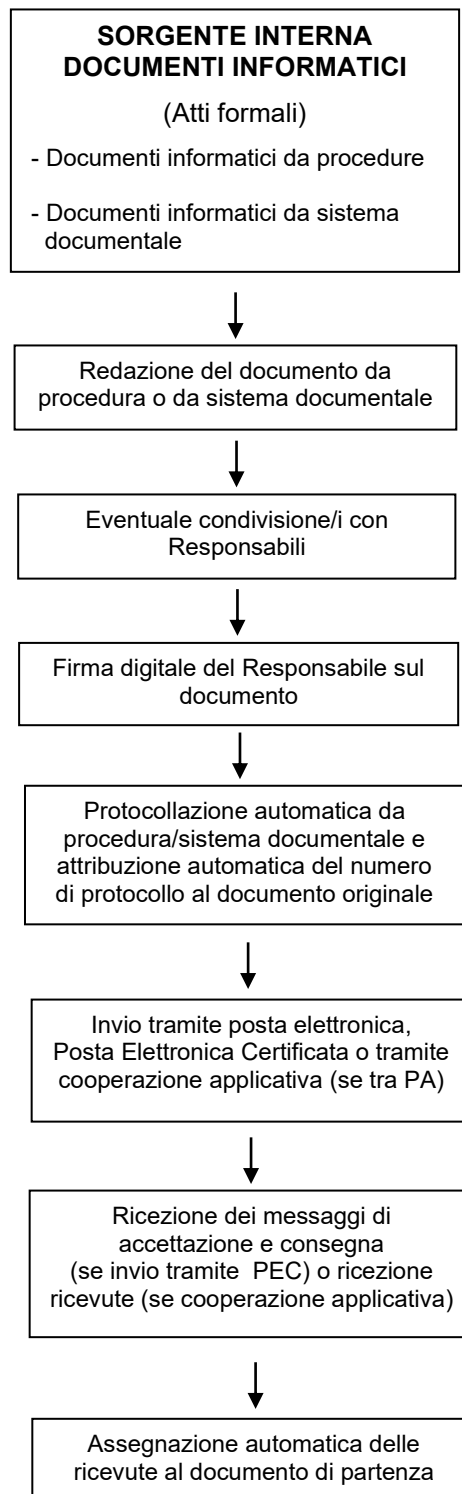 SORGENTE INTERNA
DOCUMENTI INFORMATICI
(Atti formali)
- Documenti informatici da procedure
- Documenti informatici da sistema
documentale
Redazione del documento da
procedura o da sistema documentale
Eventuale condivisione/i con
Responsabili
Firma digitale del Responsabile sul
documento
Protocollazione automatica da
procedura/sistema documentale e
attribuzione automatica del numero
di protocollo al documento originale
Invio tramite posta elettronica,
Posta Elettronica Certificata o tramite
cooperazione applicativa (se tra PA)
Ricezione dei messaggi di
accettazione e consegna
(se invio tramite PEC) o ricezione
ricevute (se cooperazione applicativa)
Assegnazione automatica delle
ricevute al documento di partenza